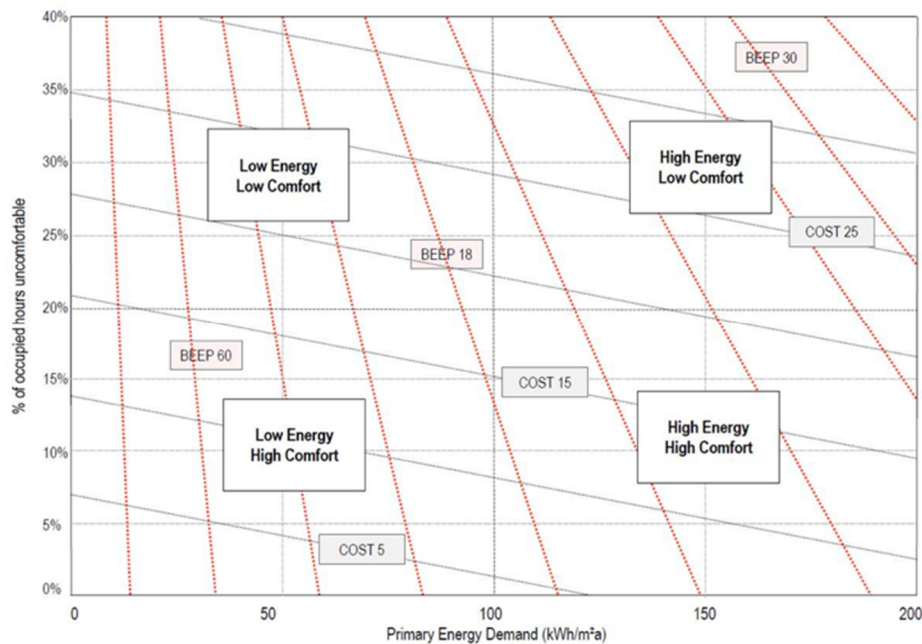 40%
BEEP 30
35%
Low Energy
Low Comfort
High Energy
Low Comfort
30%
25%
COST 25
BEEP 18
% of occupied hours uncomfortable
20%
BEEP 60
15%
COST 15
Low Energy
High Comfort
High Energy
High Comfort
10%
5%
COST 5
0%
0 50 100 150 200
Primary Energy Demand (kWh/m²a)